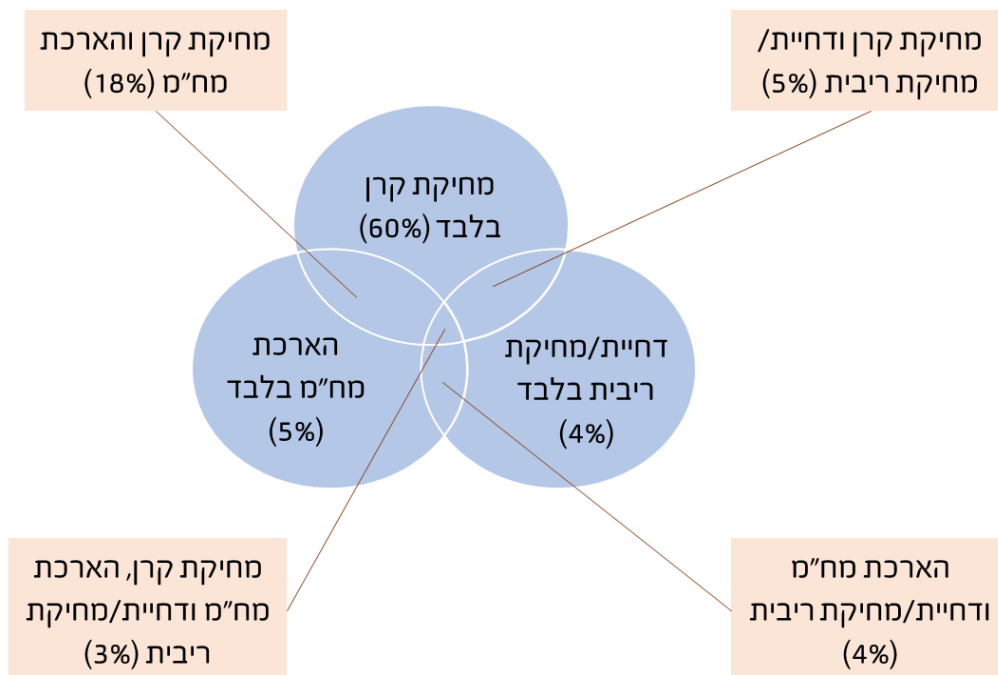 מחיקת קרן ודחיית/
מחיקת ריבית (5%)
מחיקת קרן והארכת
מח"מ (18%)
מחיקת קרן
בלבד (60%)
דחיית/מחיקת
ריבית בלבד
(4%)
הארכת
מח"מ בלבד
(5%)
הארכת מח"מ
ודחיית/מחיקת ריבית
(4%)
מחיקת קרן, הארכת
מח"מ ודחיית/מחיקת
ריבית (3%)